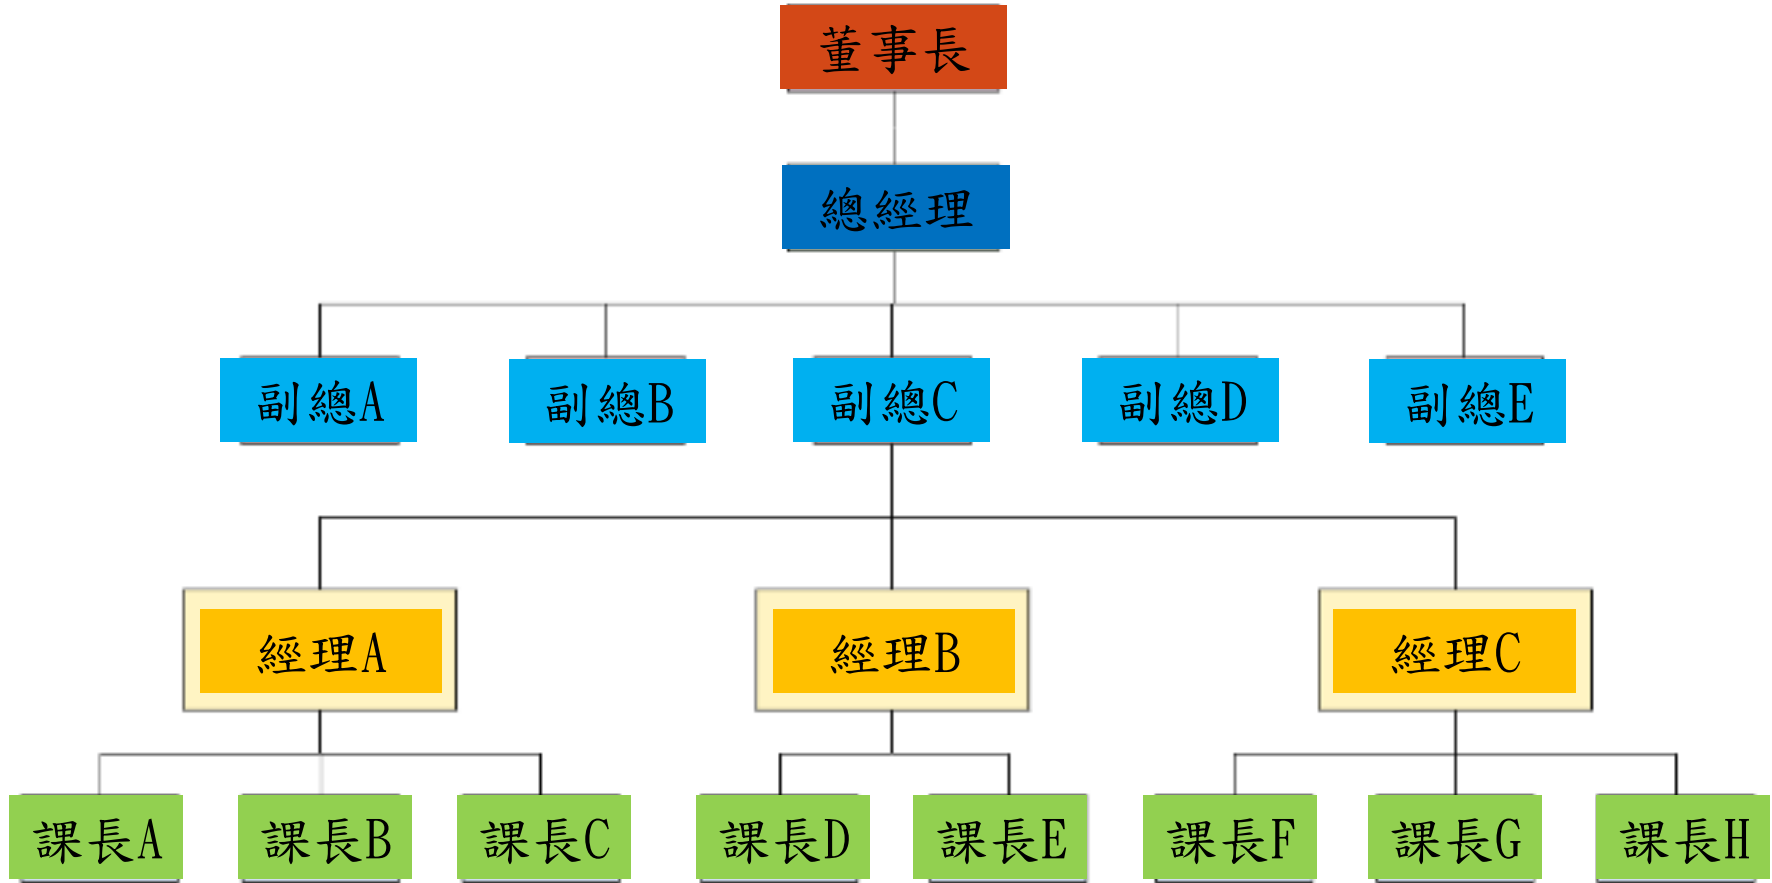 董事長
總經理
副總A
副總B
副總C
副總D
副總E
經理A
經理B
經理C
課長A
課長B
課長C
課長D
課長E
課長F
課長G
課長H